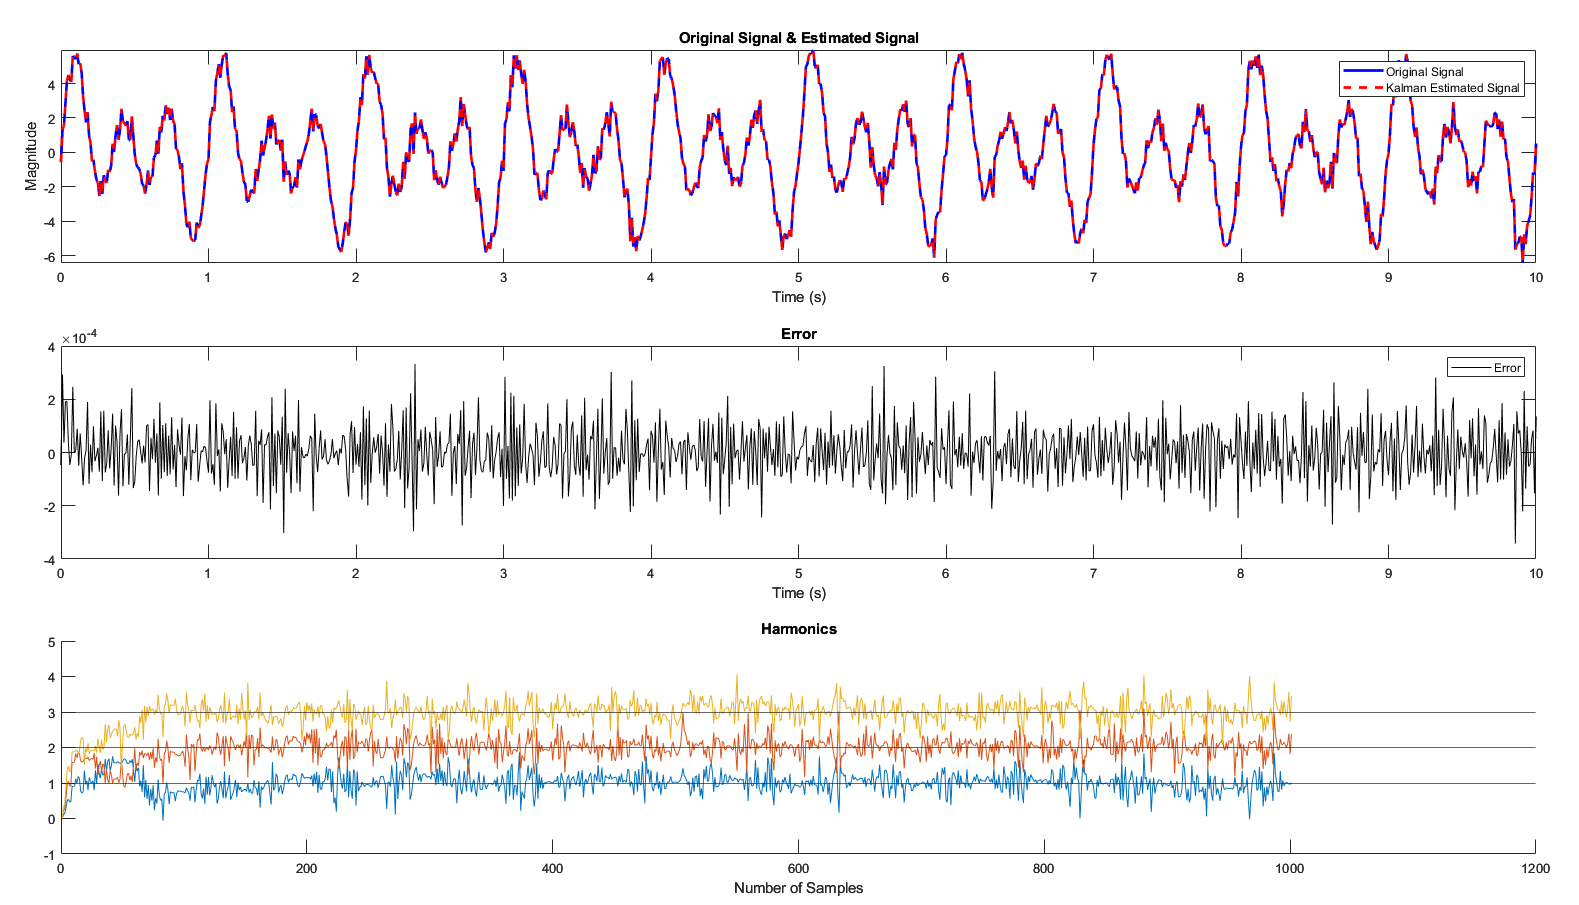 Original Signal & Estimated Signal
Magnitude
4
2
0
-2
-4
-6
Original Signal
Kalman Estimated Signal
0 1 2 3 4 5 6 7 8 9 10
Time (s)
Error
×10-4
4
2
0
-2
-4
Error
0 1 2 3 4 5 6 7 8 9 10
Time (s)
Harmonics
5
4
3
2
1
0
-1
0 200 400 600 800 1000 1200
Number of Samples